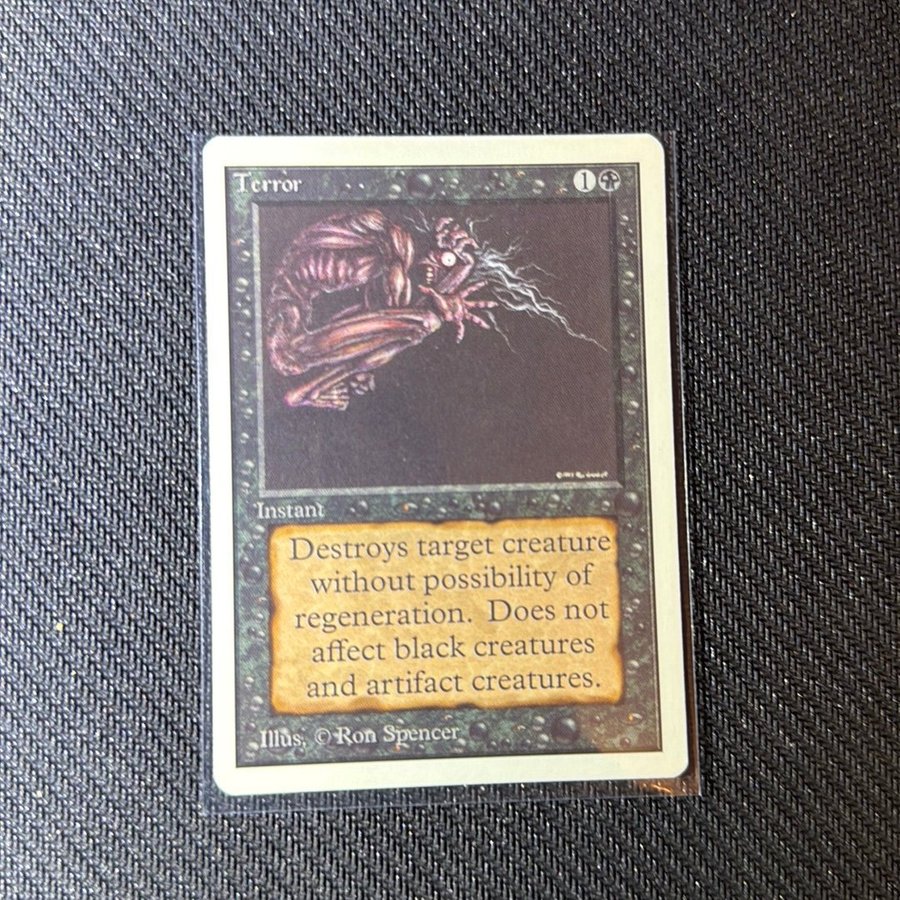 Terror 1
Instant
Destroys target creature
without possibility of
regeneration. Does not
affect black creatures
and artifact creatures.
Illus. © Ron Spencer